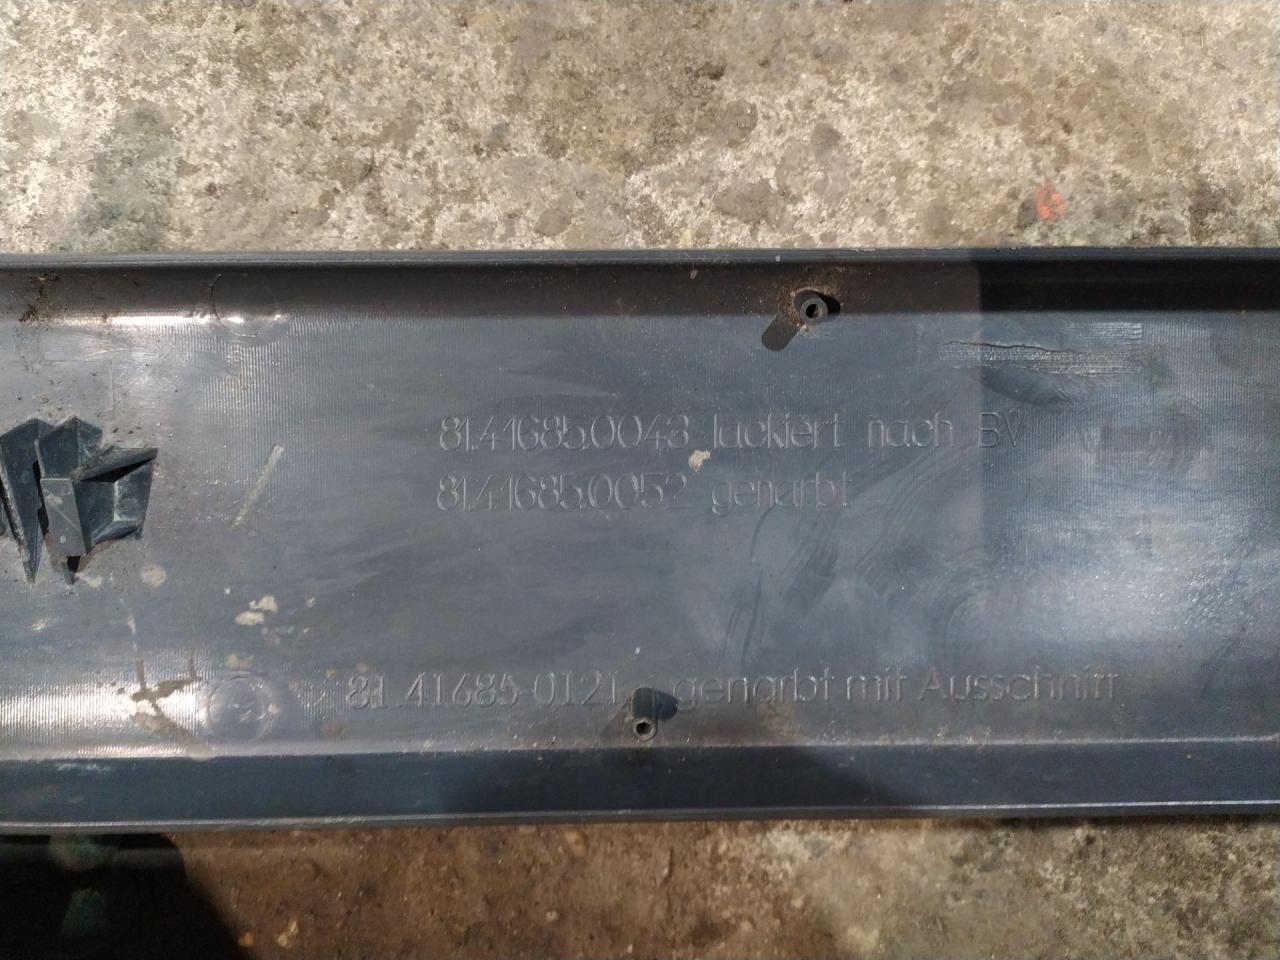 81.41685.0043 lackiert nach BV
81.41685.0052 genarbt
81.41685-0121 genarbt mit Ausschnitt